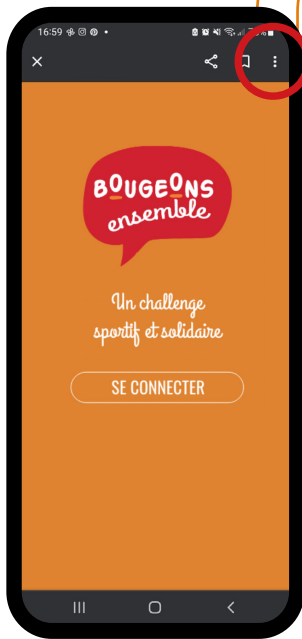 16:59
BOUGEONS
ensemble
Un challenge
sportif et solidaire
SE CONNECTER